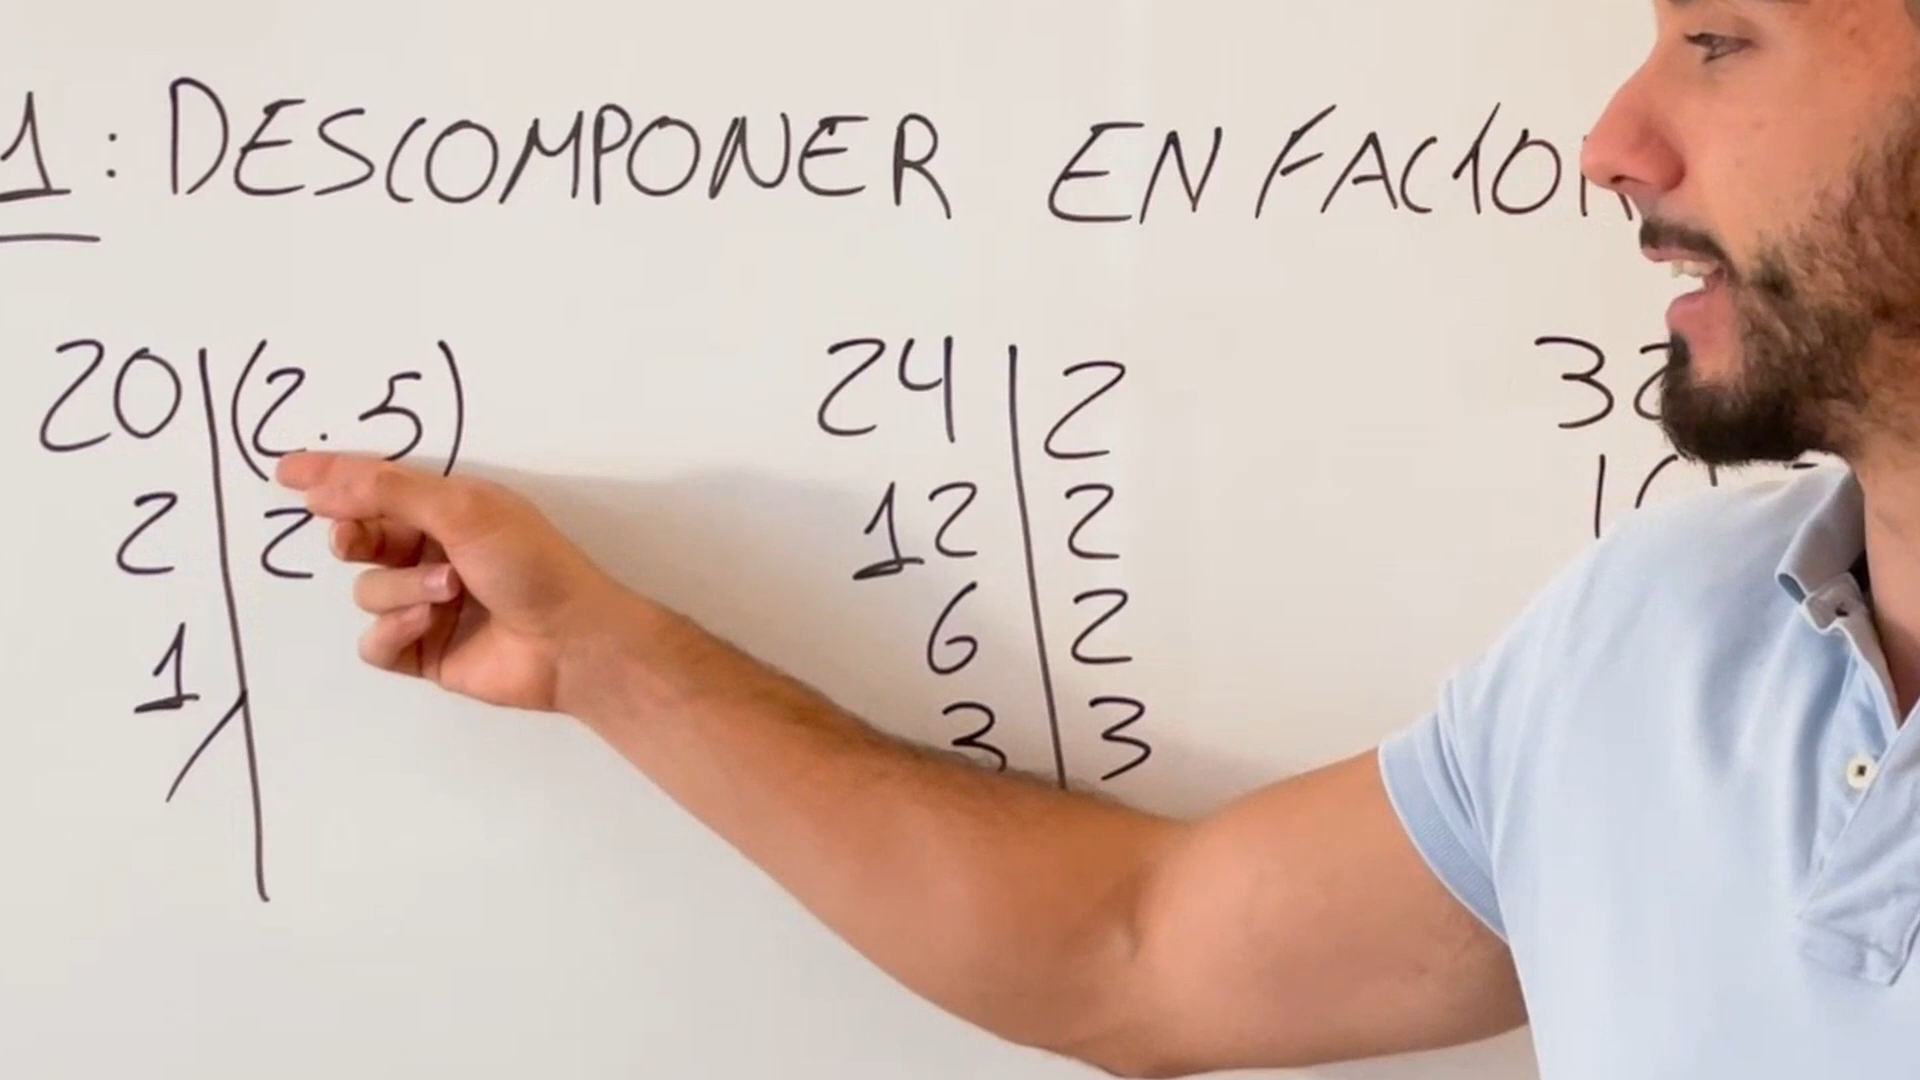 1: DESCOMPONER EN FACTOR
20 | (2.5)
2 | 2
1
24 | 2
12 | 2
6 | 2
3 | 3
32